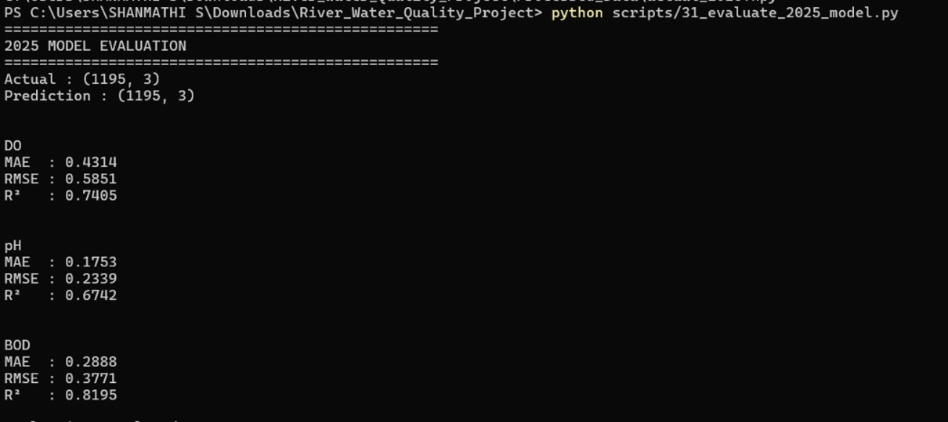 PS C:\Users\SHANMATHI S\Downloads\River_Water_Quality_Project> python scripts/31_evaluate_2025_model.py
==================================================
2025 MODEL EVALUATION
==================================================
Actual : (1195, 3)
Prediction : (1195, 3)
DO
MAE : 0.4314
RMSE : 0.5851
R² : 0.7405
pH
MAE : 0.1753
RMSE : 0.2339
R² : 0.6742
BOD
MAE : 0.2888
RMSE : 0.3771
R² : 0.8195